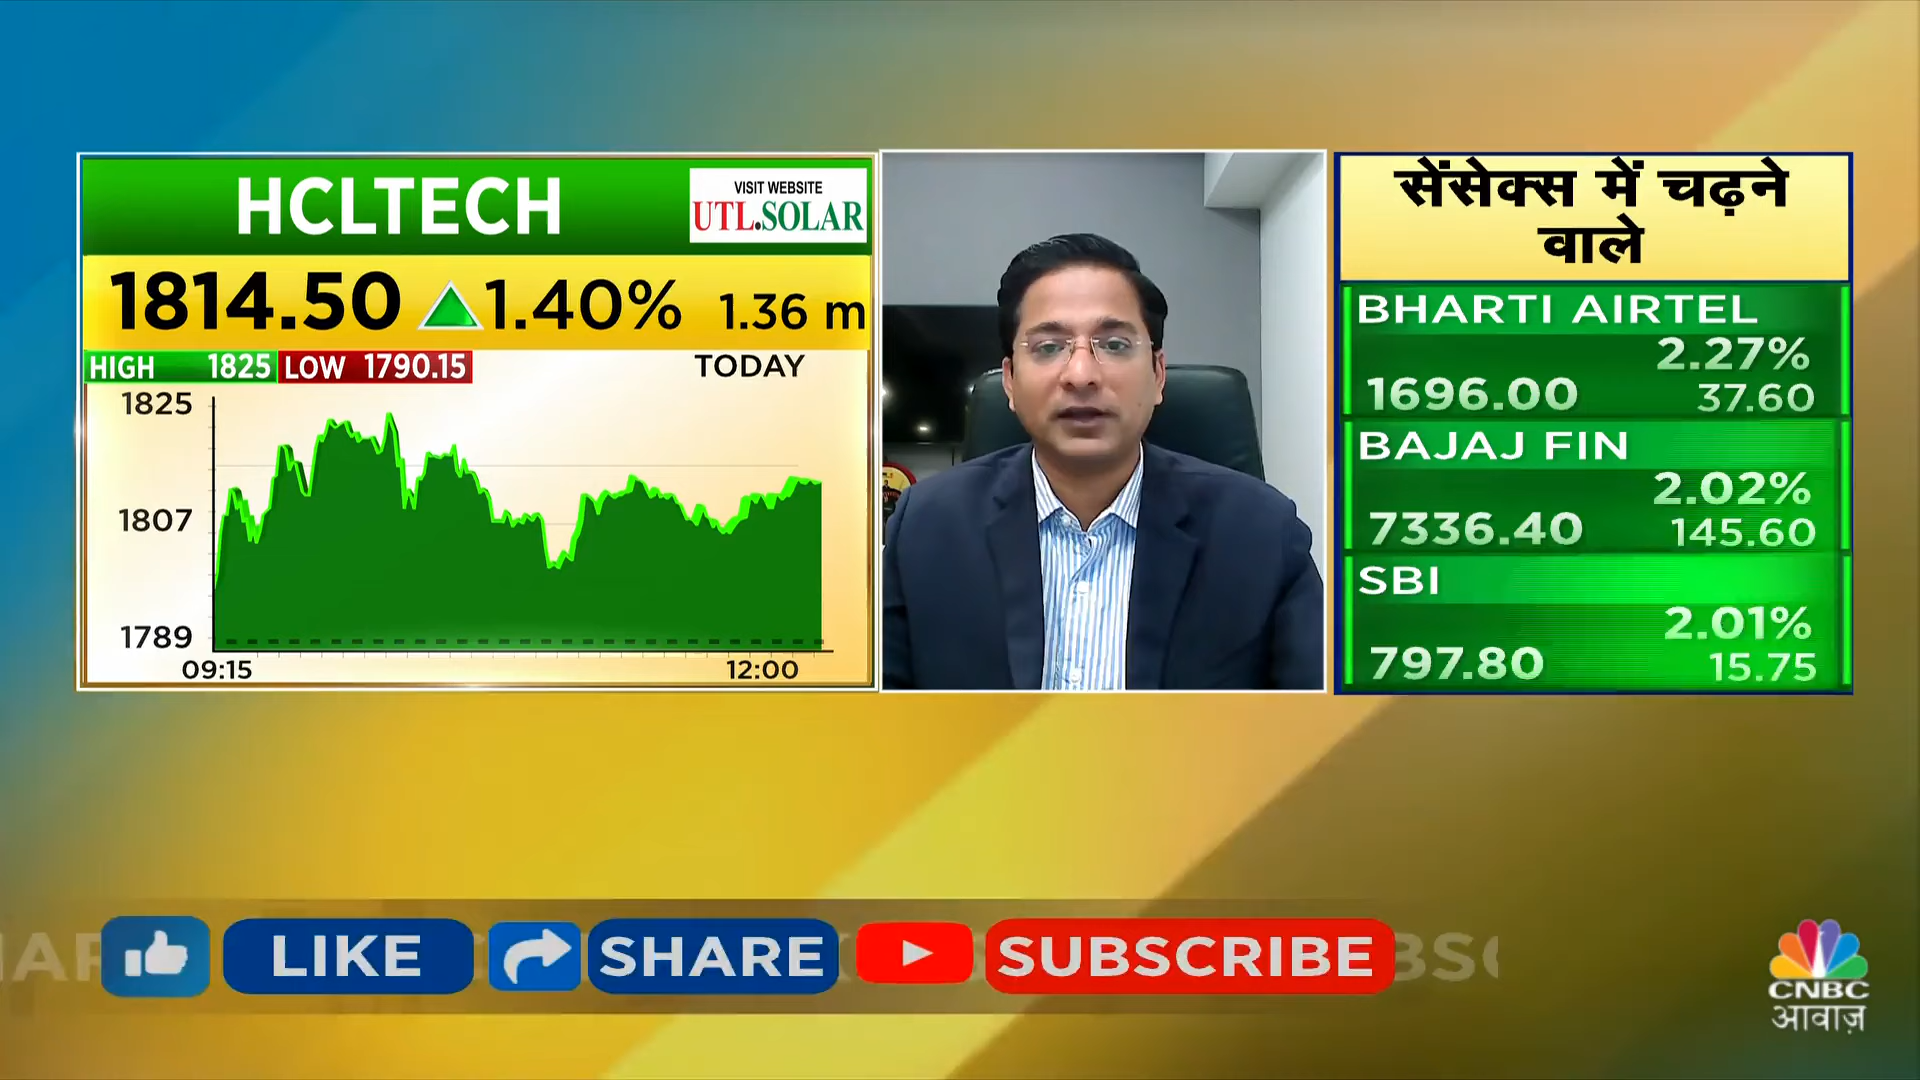 HCLTECH
VISIT WEBSITE
UTL.SOLAR
1814.50 1.40% 1.36 m
HIGH 1825 LOW 1790.15 TODAY
1825
1807
1789
09:15 12:00
सेंसेक्स में चढ़ने
वाले
BHARTI AIRTEL
2.27%
1696.00 37.60
BAJAJ FIN
2.02%
7336.40 145.60
SBI
2.01%
797.80 15.75
LIKE SHARE SUBSCRIBE
CNBC
आवाज़